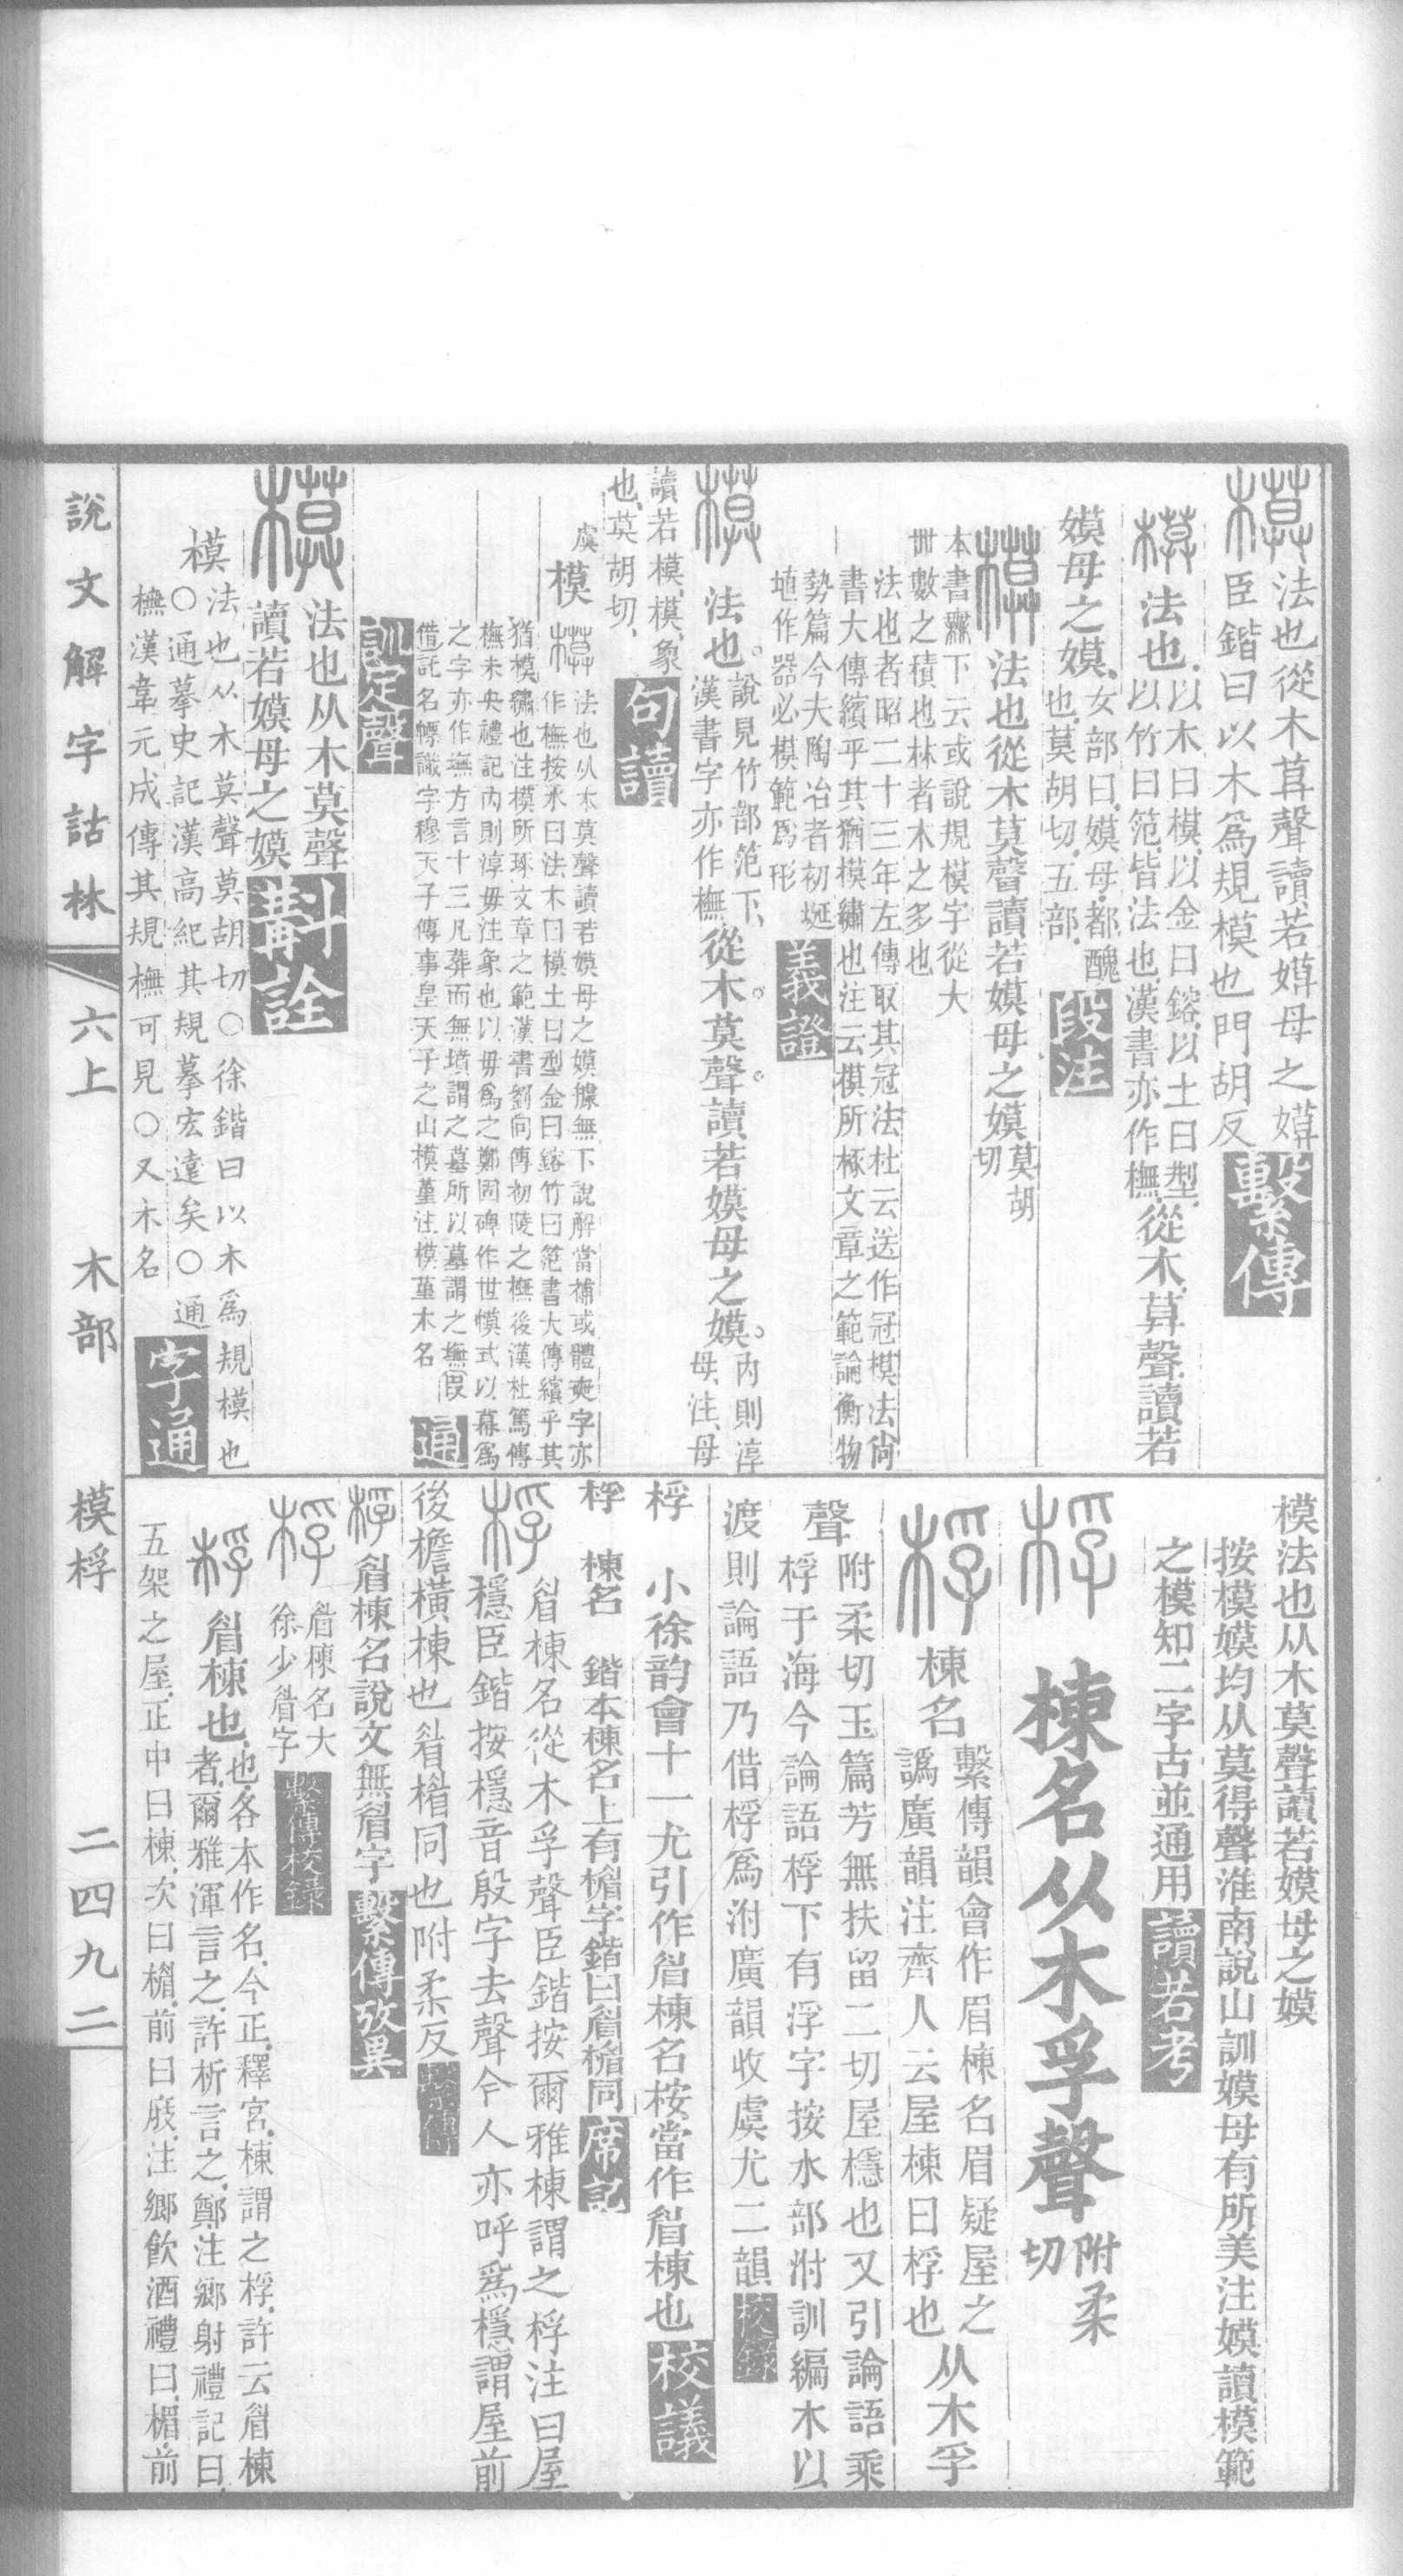 法也從木莫聲讀若嫫母之嫫
臣鍇曰以木爲規模也門胡反 繫傳
法也以木曰模以金曰鎔以土曰型
以竹曰笵皆法也漢書亦作橅 從木莫聲讀若
嫫母之嫫 女部曰嫫母都醜
也莫胡切五部 段注
法也從木莫聲讀若嫫母之嫫 莫胡
切
本書橆下云或說規模字從大
卌數之積也林者木之多也
法也者昭二十三年左傳取其冠法杜云送作冠模法尙
書大傳繽乎其猶模繡也注云模所琢文章之範論衡物
勢篇今夫陶冶者初埏
埴作器必模範爲形 義證
法也 說見竹部笵下
漢書字亦作橅 從木莫聲讀若嫫母之嫫 內則淳
母注母
讀若模模象
也莫胡切 句讀
虞 模 法也从木莫聲讀若嫫母之嫫據無下說解當補或體奭字亦
作橅按水曰法木曰模土曰型金曰鎔竹曰笵書大傳繽乎其
猶模繡也注模所琢文章之範漢書劉向傳初陵之橅後漢杜篤傳
橅未央禮記內則淳毋注象也以毋爲之鄭固碑作世幙式以幕爲
之字亦作墲方言十三凡葬而無墳謂之墓所以墓謂之墲 叚
借 託名幖識字穆天子傳事皇天子之山模堇注模堇木名 通
訓定聲
法也从木莫聲
讀若嫫母之嫫 斠詮
模 法也从木莫聲莫胡切○徐鍇曰以木爲規模也
○通摹史記漢高紀其規摹宏遠矣○通
橅漢韋元成傳其規橅可見○又木名 字通
模法也从木莫聲讀若嫫母之嫫
按模嫫均从莫得聲淮南說山訓嫫母有所美注嫫讀模範
之模知二字古並通用 讀若考
棟名从木孚聲 附柔
切
棟名 繫傳韻會作眉棟名眉疑屋之
譌廣韻注齊人云屋棟曰桴也 从木孚
聲 附柔切玉篇芳無扶留二切屋檼也又引論語乘
桴于海今論語桴下有浮字按水部泭訓編木以
渡則論語乃借桴爲泭廣韻收虞尤二韻 校錄
桴 小徐韵會十一尤引作眉棟名桉當作眉棟也 校議
桴 棟名 鍇本棟名上有楣字鍇曰眉楣同 席記
眉棟名從木孚聲臣鍇按爾雅棟謂之桴注曰屋
檼臣鍇按檼音殷字去聲今人亦呼爲檼謂屋前
後檐橫棟也眉楣同也附柔反 繫傳
桴 眉棟名說文無眉字 繫傳攷異
眉棟名大
徐少眉字 繫傳校錄
眉棟也 也各本作名今正釋宮棟謂之桴許云眉棟
者爾雅渾言之許析言之鄭注鄉射禮記曰
五架之屋正中曰棟次曰楣前曰庪注鄉飮酒禮曰楣前
說文解字詁林 六上 木部 模桴 二四九二